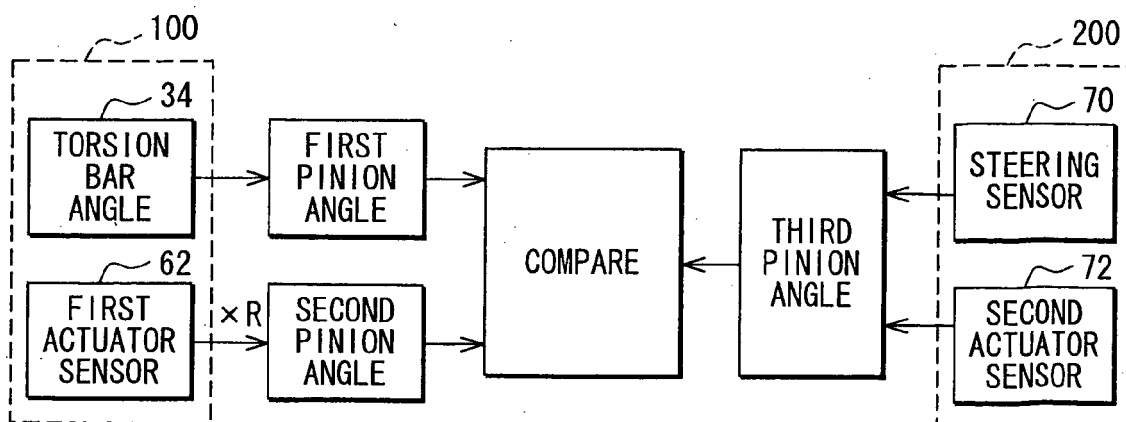 100
200
34
TORSION
BAR
ANGLE
FIRST
PINION
ANGLE
COMPARE
THIRD
PINION
ANGLE
70
STEERING
SENSOR
62
FIRST
ACTUATOR
SENSOR
×R
SECOND
PINION
ANGLE
72
SECOND
ACTUATOR
SENSOR